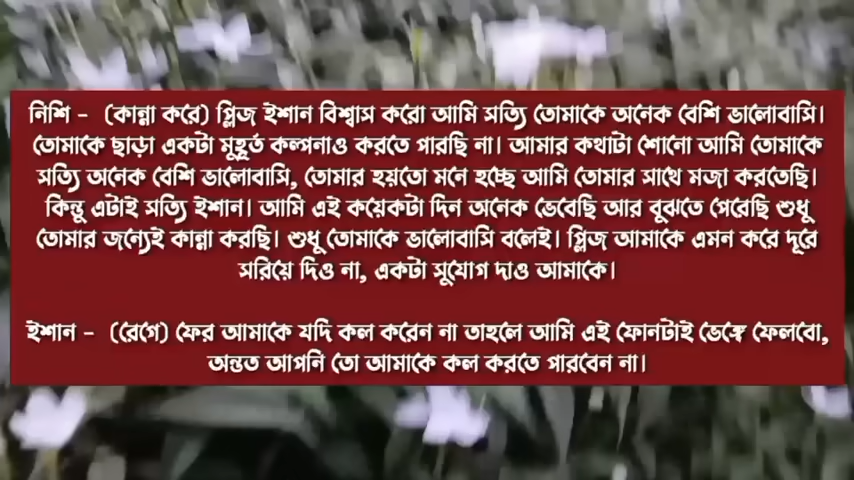 নিশি - (কান্না করে) প্লিজ ইশান বিশ্বাস করো আমি সত্যি তোমাকে অনেক বেশি ভালোবাসি।
তোমাকে ছাড়া একটা মুহূর্ত কল্পনাও করতে পারছি না। আমার কথাটা শোনো আমি তোমাকে
সত্যি অনেক বেশি ভালোবাসি, তোমার হয়তো মনে হচ্ছে আমি তোমার সাথে মজা করতেছি।
কিন্তু এটাই সত্যি ইশান। আমি এই কয়েকটা দিন অনেক ভেবেছি আর বুঝতে পেরেছি শুধু
তোমার জন্যেই কান্না করছি। শুধু তোমাকে ভালোবাসি বলেই। প্লিজ আমাকে এমন করে দূরে
সরিয়ে দিও না, একটা সুযোগ দাও আমাকে।
ইশান - (রেগে) ফের আমাকে যদি কল করেন না তাহলে আমি এই ফোনটাই ভেঙ্গে ফেলবো,
অন্তত আপনি তো আমাকে কল করতে পারবেন না।